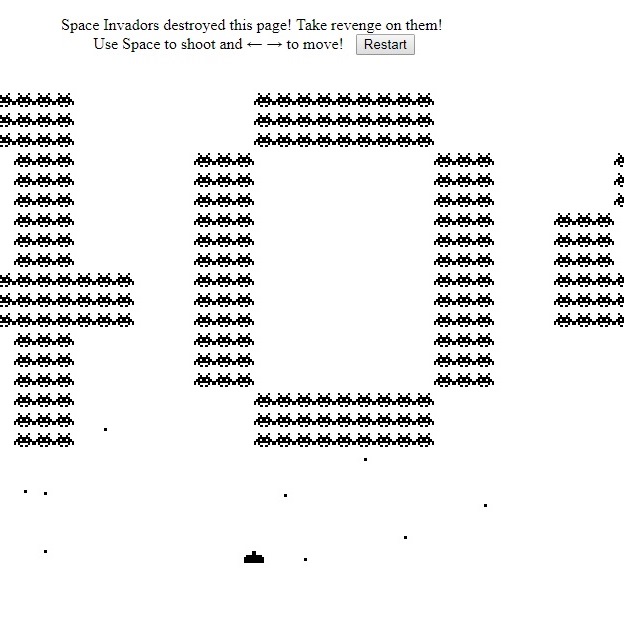 Space Invadors destroyed this page! Take revenge on them!
Use Space to shoot and ← → to move! Restart